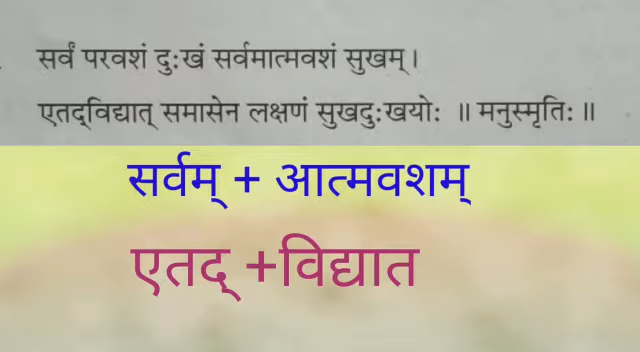 सर्वं परवशं दुःखं सर्वमात्मवशं सुखम्।
एतद्विद्यात् समासेन लक्षणं सुखदुःखयोः ॥ मनुस्मृतिः ॥
सर्वम् + आत्मवशम्
एतद् +विद्यात